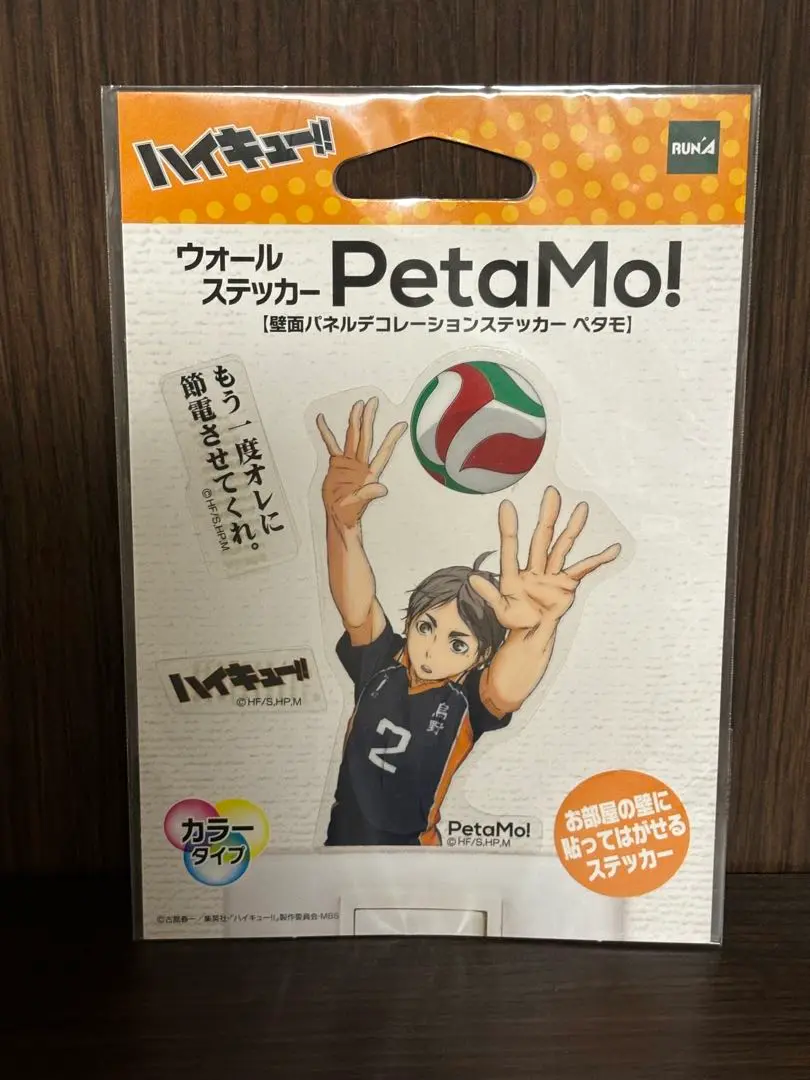 ハイキュー!!
RUN'A
ウォール
ステッカー
PetaMo!
【壁面パネルデコレーションステッカー ペタモ】
もう一度オレに
節電させてくれ。
©HF/S,HP,M
ハイキュー!!
©HF/S,HP,M
烏野
2
カラー
タイプ
PetaMo!
©HF/S,HP,M
お部屋の壁に
貼ってはがせる
ステッカー
©古舘春一/集英社・「ハイキュー!!」製作委員会・MBS